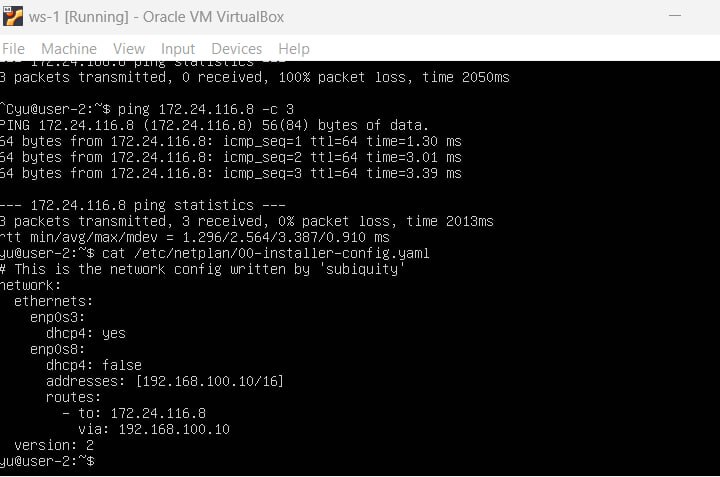 ws-1 [Running] - Oracle VM VirtualBox
File Machine View Input Devices Help
--- 172.24.116.8 ping statistics ---
3 packets transmitted, 0 received, 100% packet loss, time 2050ms
^Cyu@user-2:~$ ping 172.24.116.8 -c 3
PING 172.24.116.8 (172.24.116.8) 56(84) bytes of data.
64 bytes from 172.24.116.8: icmp_seq=1 ttl=64 time=1.30 ms
64 bytes from 172.24.116.8: icmp_seq=2 ttl=64 time=3.01 ms
64 bytes from 172.24.116.8: icmp_seq=3 ttl=64 time=3.39 ms
--- 172.24.116.8 ping statistics ---
3 packets transmitted, 3 received, 0% packet loss, time 2013ms
rtt min/avg/max/mdev = 1.296/2.564/3.387/0.910 ms
yu@user-2:~$ cat /etc/netplan/00-installer-config.yaml
# This is the network config written by 'subiquity'
network:
  ethernets:
    enp0s3:
      dhcp4: yes
    enp0s8:
      dhcp4: false
      addresses: [192.168.100.10/16]
      routes:
        - to: 172.24.116.8
          via: 192.168.100.10
  version: 2
yu@user-2:~$